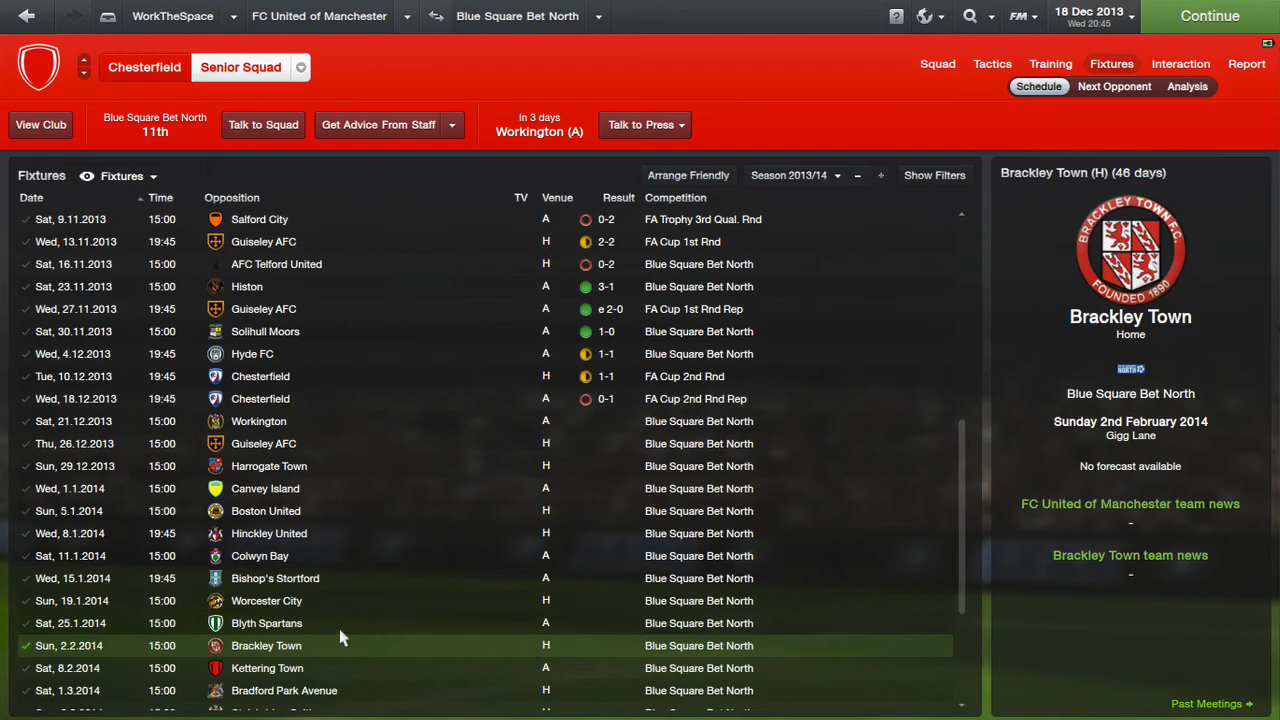 WorkTheSpace FC United of Manchester Blue Square Bet North ? FM 18 Dec 2013 Wed 20:45 Continue
Chesterfield Senior Squad Squad Tactics Training Fixtures Interaction Report
Schedule Next Opponent Analysis
View Club Blue Square Bet North 11th Talk to Squad Get Advice From Staff In 3 days Workington (A) Talk to Press
Fixtures Fixtures Arrange Friendly Season 2013/14 - + Show Filters
Date Time Opposition TV Venue Result Competition
Sat, 9.11.2013 15:00 Salford City A 0-2 FA Trophy 3rd Qual. Rnd
Wed, 13.11.2013 19:45 Guiseley AFC H 2-2 FA Cup 1st Rnd
Sat, 16.11.2013 15:00 AFC Telford United H 0-2 Blue Square Bet North
Sat, 23.11.2013 15:00 Histon A 3-1 Blue Square Bet North
Wed, 27.11.2013 19:45 Guiseley AFC A e 2-0 FA Cup 1st Rnd Rep
Sat, 30.11.2013 15:00 Solihull Moors A 1-0 Blue Square Bet North
Wed, 4.12.2013 19:45 Hyde FC A 1-1 Blue Square Bet North
Tue, 10.12.2013 19:45 Chesterfield H 1-1 FA Cup 2nd Rnd
Wed, 18.12.2013 19:45 Chesterfield A 0-1 FA Cup 2nd Rnd Rep
Sat, 21.12.2013 15:00 Workington A Blue Square Bet North
Thu, 26.12.2013 15:00 Guiseley AFC H Blue Square Bet North
Sun, 29.12.2013 15:00 Harrogate Town H Blue Square Bet North
Wed, 1.1.2014 15:00 Canvey Island A Blue Square Bet North
Sun, 5.1.2014 15:00 Boston United H Blue Square Bet North
Wed, 8.1.2014 19:45 Hinckley United H Blue Square Bet North
Sat, 11.1.2014 15:00 Colwyn Bay A Blue Square Bet North
Wed, 15.1.2014 19:45 Bishop's Stortford A Blue Square Bet North
Sun, 19.1.2014 15:00 Worcester City H Blue Square Bet North
Sat, 25.1.2014 15:00 Blyth Spartans A Blue Square Bet North
Sun, 2.2.2014 15:00 Brackley Town H Blue Square Bet North
Sat, 8.2.2014 15:00 Kettering Town A Blue Square Bet North
Sat, 1.3.2014 15:00 Bradford Park Avenue H Blue Square Bet North
Brackley Town (H) (46 days)
BRACKLEY TOWN F.C.
FOUNDED 1890
Brackley Town
Home
NORTH
Blue Square Bet North
Sunday 2nd February 2014
Gigg Lane
No forecast available
FC United of Manchester team news
-
Brackley Town team news
-
Past Meetings